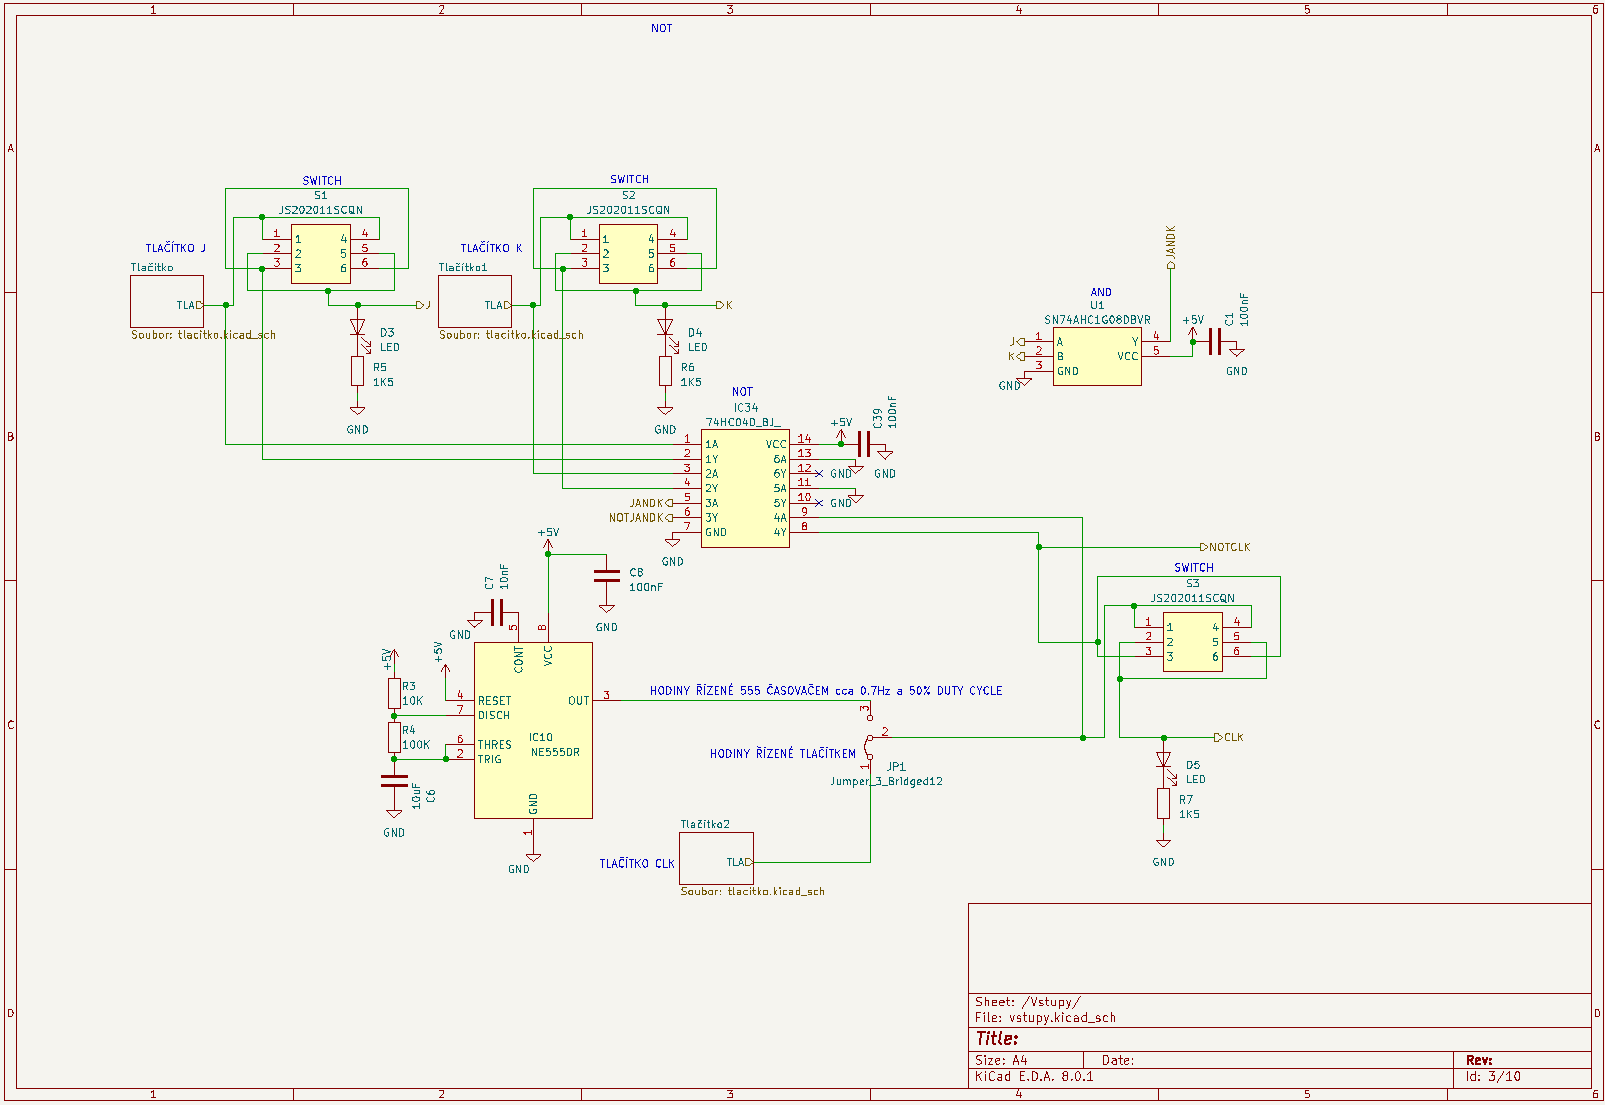 1 2 3 4 5 6
NOT
A A
SWITCH
S1
JS202011SCQN
1 1 4 4
2 2 5 5
3 3 6 6
TLAČÍTKO J
Tlačítko
TLA
Soubor: tlacitko.kicad_sch
J
D3
LED
R5
1K5
GND
SWITCH
S2
JS202011SCQN
1 1 4 4
2 2 5 5
3 3 6 6
TLAČÍTKO K
Tlačítko1
TLA
Soubor: tlacitko.kicad_sch
K
D4
LED
R6
1K5
GND
JANDK
AND
U1
SN74AHC1G08DBVR
J 1 A Y 4
K 2 B VCC 5
3 GND
GND
+5V
C1
100nF
GND
B B
NOT
IC34
74HC04D_BJ_
1 1A VCC 14
2 1Y 6A 13
3 2A 6Y 12
4 2Y 5A 11
JANDK 5 3A 5Y 10
NOTJANDK 6 3Y 4A 9
7 GND 4Y 8
GND
+5V
C39
100nF
GND
GND
GND
NOTCLK
SWITCH
S3
JS202011SCQN
1 1 4 4
2 2 5 5
3 3 6 6
+5V
C7
10nF
GND
C8
100nF
GND
+5V
+5V
R3
10K
R4
100K
10uF
C6
GND
5 8
CONT VCC
4 RESET OUT 3
7 DISCH
6 THRES
2 TRIG
IC10
NE555DR
GND
1
GND
C C
HODINY ŘÍZENÉ 555 ČASOVAČEM cca 0.7Hz a 50% DUTY CYCLE
3
2
HODINY ŘÍZENÉ TLAČÍTKEM
1
JP1
Jumper_3_Bridged12
CLK
D5
LED
R7
1K5
GND
Tlačítko2
TLAČÍTKO CLK
TLA
Soubor: tlacitko.kicad_sch
D D
Sheet: /Vstupy/
File: vstupy.kicad_sch
Title:
Size: A4 Date: Rev:
KiCad E.D.A. 8.0.1 Id: 3/10
1 2 3 4 5 6